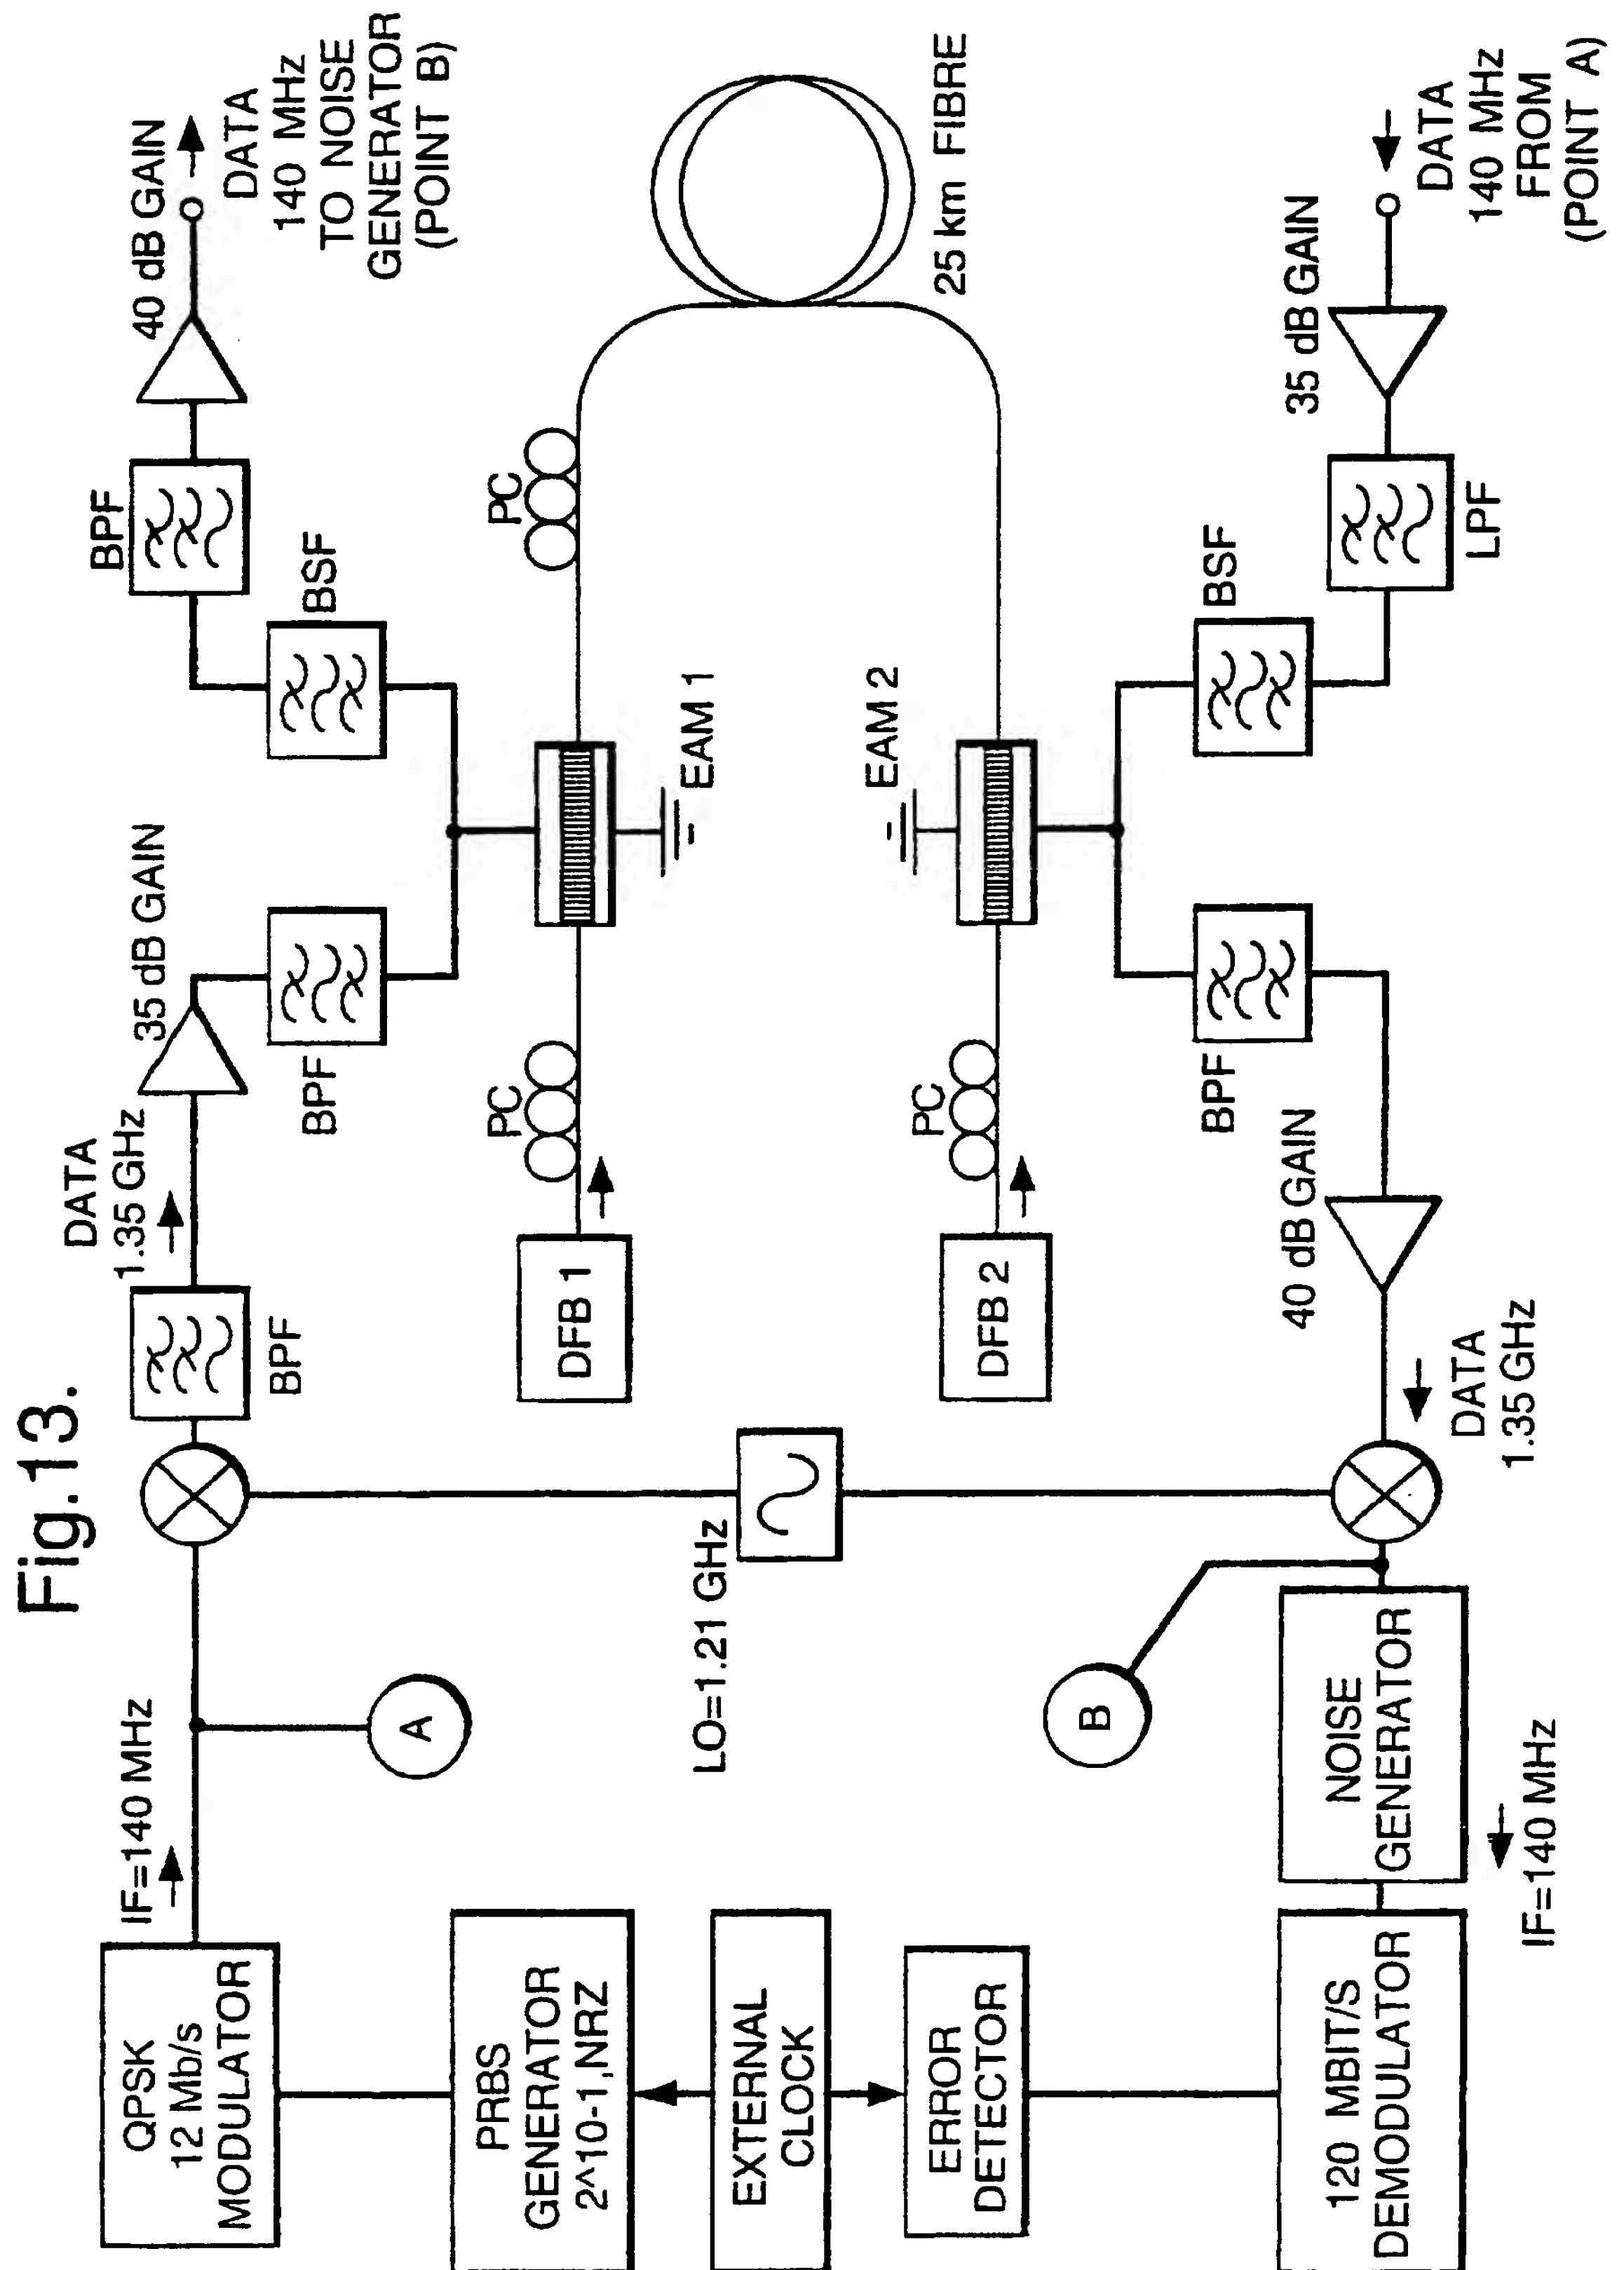 Fig.13.
QPSK
12 Mb/s
MODULATOR
IF=140 MHz
A
BPF
DATA
1.35 GHz
35 dB GAIN
BPF
BSF
BPF
40 dB GAIN
DATA
140 MHz
TO NOISE
GENERATOR
(POINT B)
PRBS
GENERATOR
2^10-1,NRZ
DFB 1
PC
EAM 1
PC
25 km FIBRE
EXTERNAL
CLOCK
LO=1.21 GHz
ERROR
DETECTOR
DFB 2
PC
EAM 2
B
120 MBIT/S
DEMODULATOR
NOISE
GENERATOR
IF=140 MHz
DATA
1.35 GHz
40 dB GAIN
BPF
BSF
LPF
35 dB GAIN
DATA
140 MHz
FROM
(POINT A)